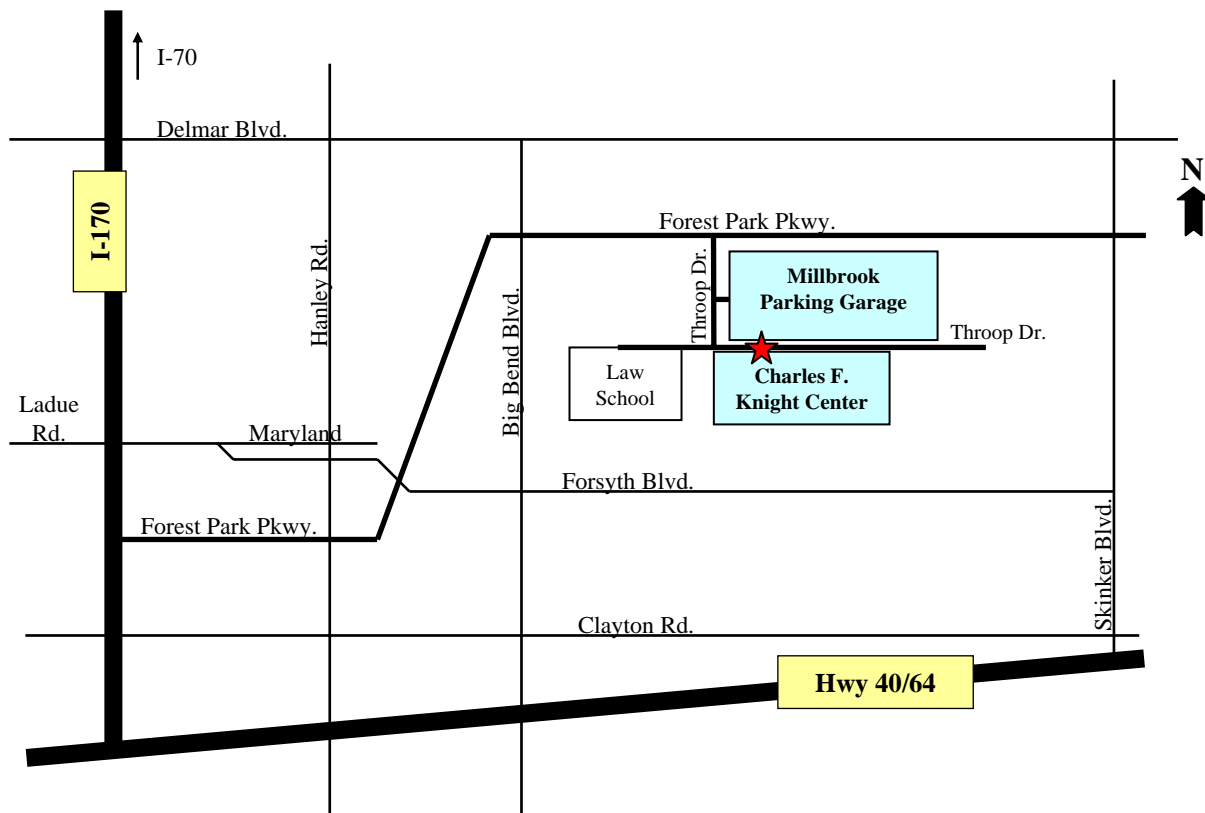 I-70
Delmar Blvd.
N
I-170
Forest Park Pkwy.
Hanley Rd.
Throop Dr.
Millbrook
Parking Garage
Big Bend Blvd.
Throop Dr.
Law
School
Charles F.
Knight Center
Ladue
Rd.
Maryland
Forsyth Blvd.
Forest Park Pkwy.
Skinker Blvd.
Clayton Rd.
Hwy 40/64